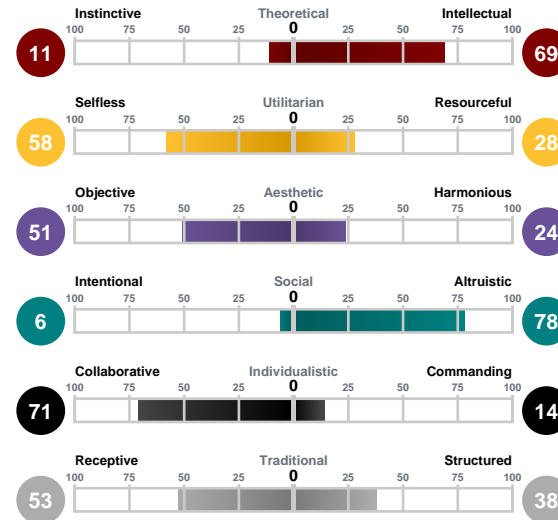 Instinctive Theoretical Intellectual
100 75 50 25 0 25 50 75 100
11 69
Selfless Utilitarian Resourceful
100 75 50 25 0 25 50 75 100
58 28
Objective Aesthetic Harmonious
100 75 50 25 0 25 50 75 100
51 24
Intentional Social Altruistic
100 75 50 25 0 25 50 75 100
6 78
Collaborative Individualistic Commanding
100 75 50 25 0 25 50 75 100
71 14
Receptive Traditional Structured
100 75 50 25 0 25 50 75 100
53 38